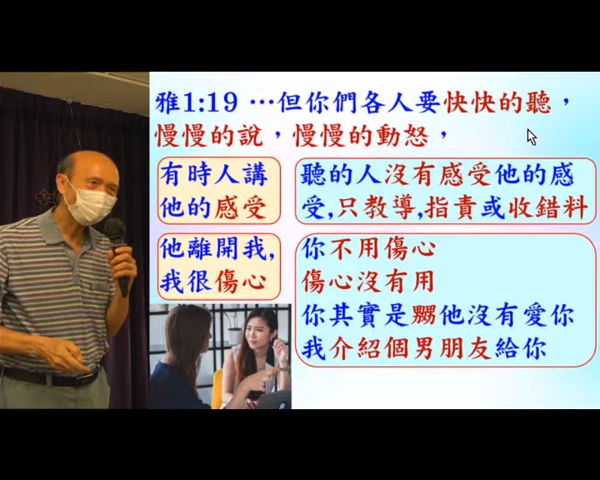 雅1:19 …但你們各人要快快的聽，
慢慢的說，慢慢的動怒，
有時人講
他的感受
聽的人沒有感受他的感
受,只教導,指責或收錯料
他離開我,
我很傷心
你不用傷心
傷心沒有用
你其實是嬲他沒有愛你
我介紹個男朋友給你